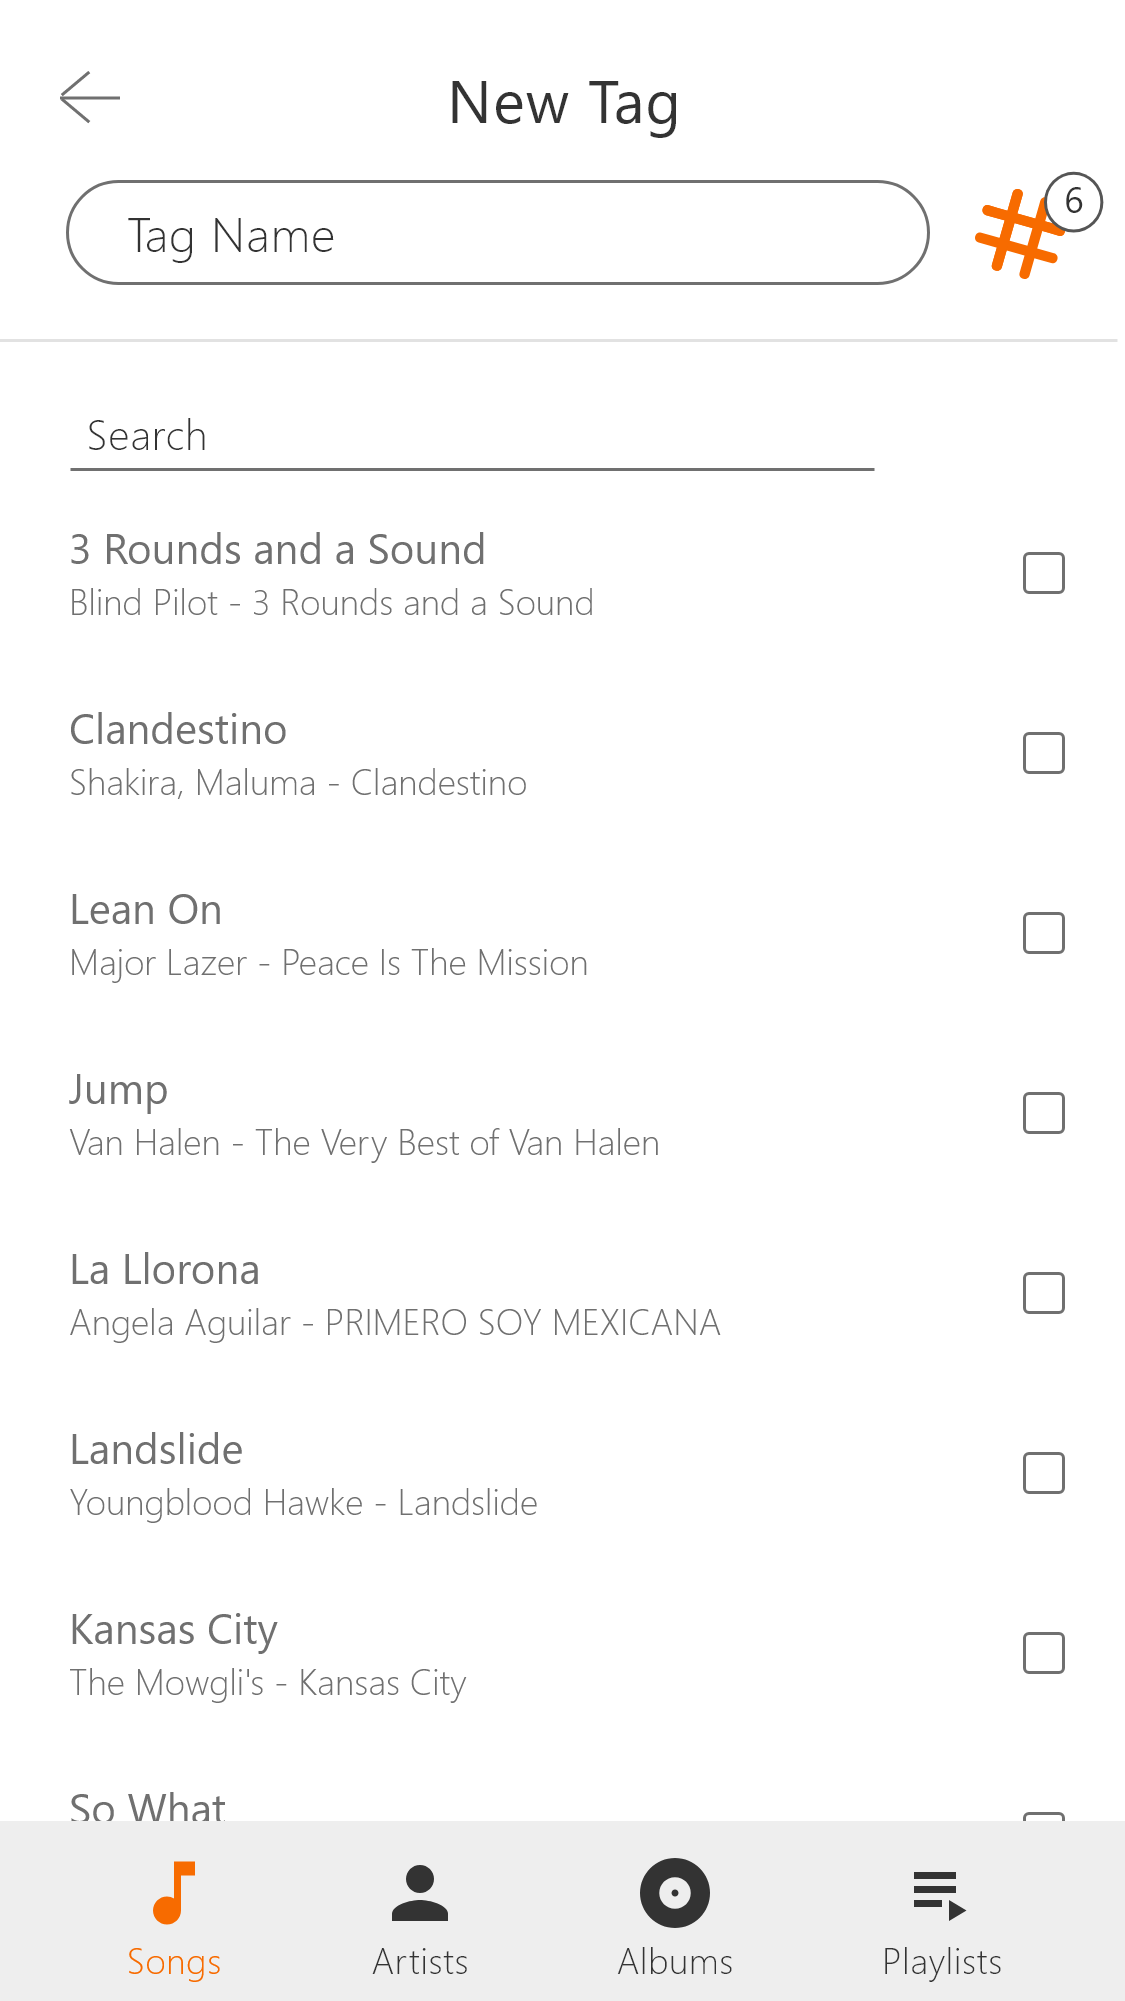 New Tag
Tag Name
6
Search
3 Rounds and a Sound
Blind Pilot - 3 Rounds and a Sound
Clandestino
Shakira, Maluma - Clandestino
Lean On
Major Lazer - Peace Is The Mission
Jump
Van Halen - The Very Best of Van Halen
La Llorona
Angela Aguilar - PRIMERO SOY MEXICANA
Landslide
Youngblood Hawke - Landslide
Kansas City
The Mowgli's - Kansas City
So What
Songs
Artists
Albums
Playlists